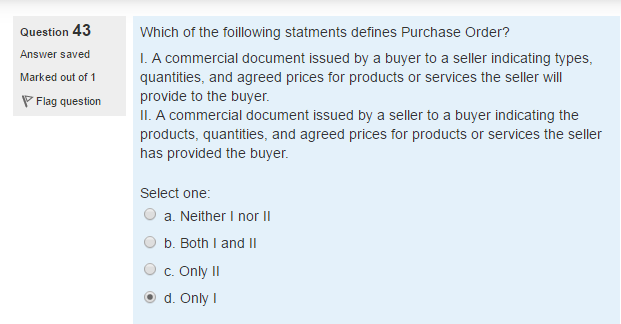 Question 43
Answer saved
Marked out of 1
Flag question
Which of the foillowing statments defines Purchase Order?
I. A commercial document issued by a buyer to a seller indicating types,
quantities, and agreed prices for products or services the seller will
provide to the buyer.
II. A commercial document issued by a seller to a buyer indicating the
products, quantities, and agreed prices for products or services the seller
has provided the buyer.
Select one:
a. Neither I nor II
b. Both I and II
c. Only II
d. Only I